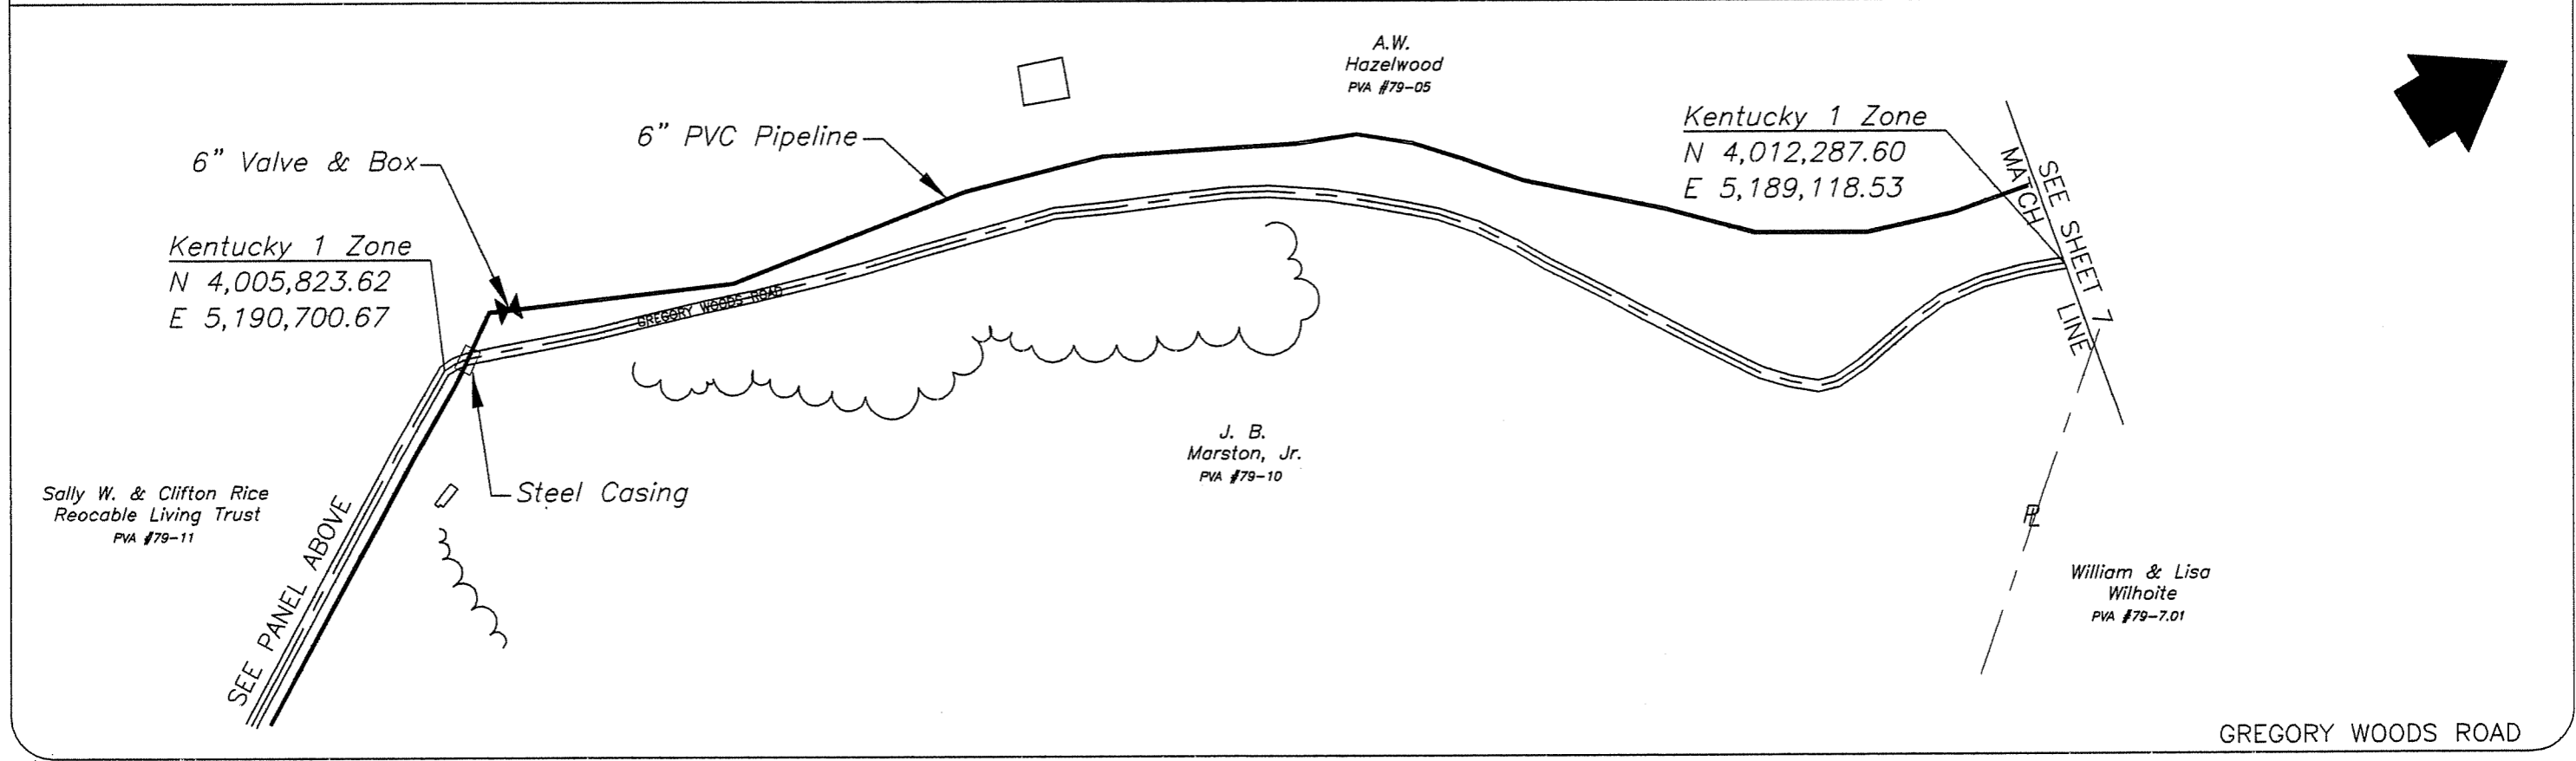 A.W.
Hazelwood
PVA #79-05
Kentucky 1 Zone
N 4,012,287.60
E 5,189,118.53
6" PVC Pipeline
6" Valve & Box
Kentucky 1 Zone
N 4,005,823.62
E 5,190,700.67
GREGORY WOODS ROAD
SEE SHEET 7
MATCH LINE
J. B.
Marston, Jr.
PVA #79-10
Steel Casing
Sally W. & Clifton Rice
Reocable Living Trust
PVA #79-11
SEE PANEL ABOVE
PL
William & Lisa
Wilhoite
PVA #79-7.01
GREGORY WOODS ROAD